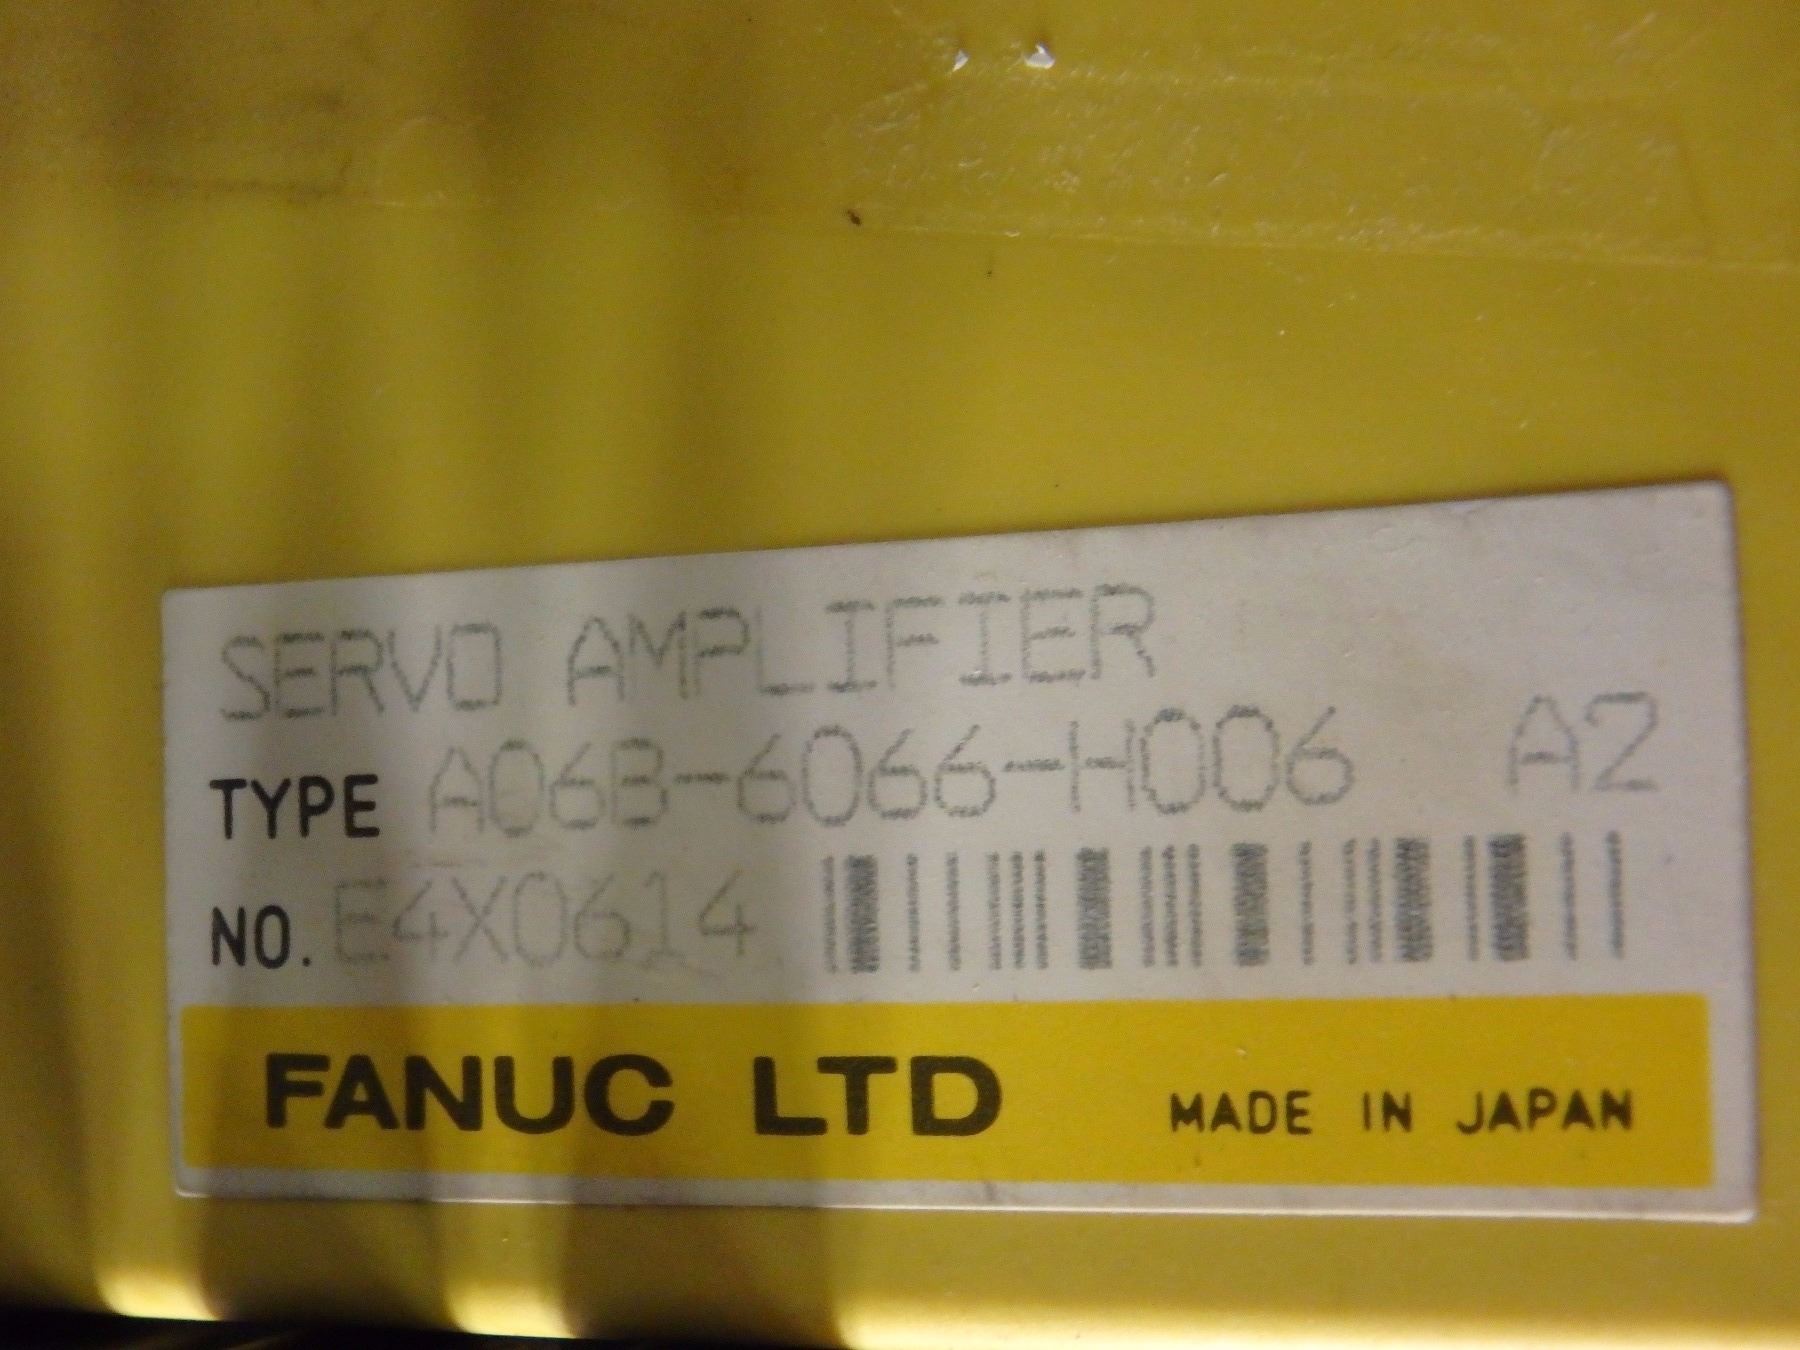 SERVO AMPLIFIER
TYPE A06B-6066-H006 A2
NO. E4X0614
FANUC LTD MADE IN JAPAN